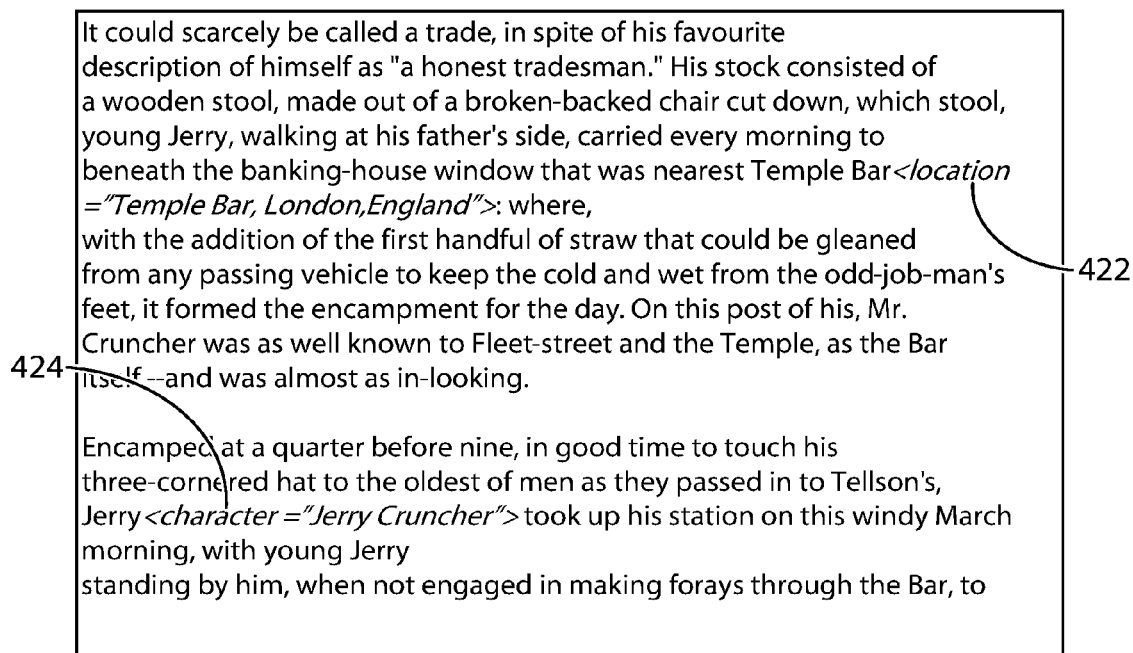 It could scarcely be called a trade, in spite of his favourite
description of himself as "a honest tradesman." His stock consisted of
a wooden stool, made out of a broken-backed chair cut down, which stool,
young Jerry, walking at his father's side, carried every morning to
beneath the banking-house window that was nearest Temple Bar<location
="Temple Bar, London,England">: where,
with the addition of the first handful of straw that could be gleaned
from any passing vehicle to keep the cold and wet from the odd-job-man's
422
feet, it formed the encampment for the day. On this post of his, Mr.
Cruncher was as well known to Fleet-street and the Temple, as the Bar
424
itself --and was almost as in-looking.
Encamped at a quarter before nine, in good time to touch his
three-cornered hat to the oldest of men as they passed in to Tellson's,
Jerry<character ="Jerry Cruncher"> took up his station on this windy March
morning, with young Jerry
standing by him, when not engaged in making forays through the Bar, to